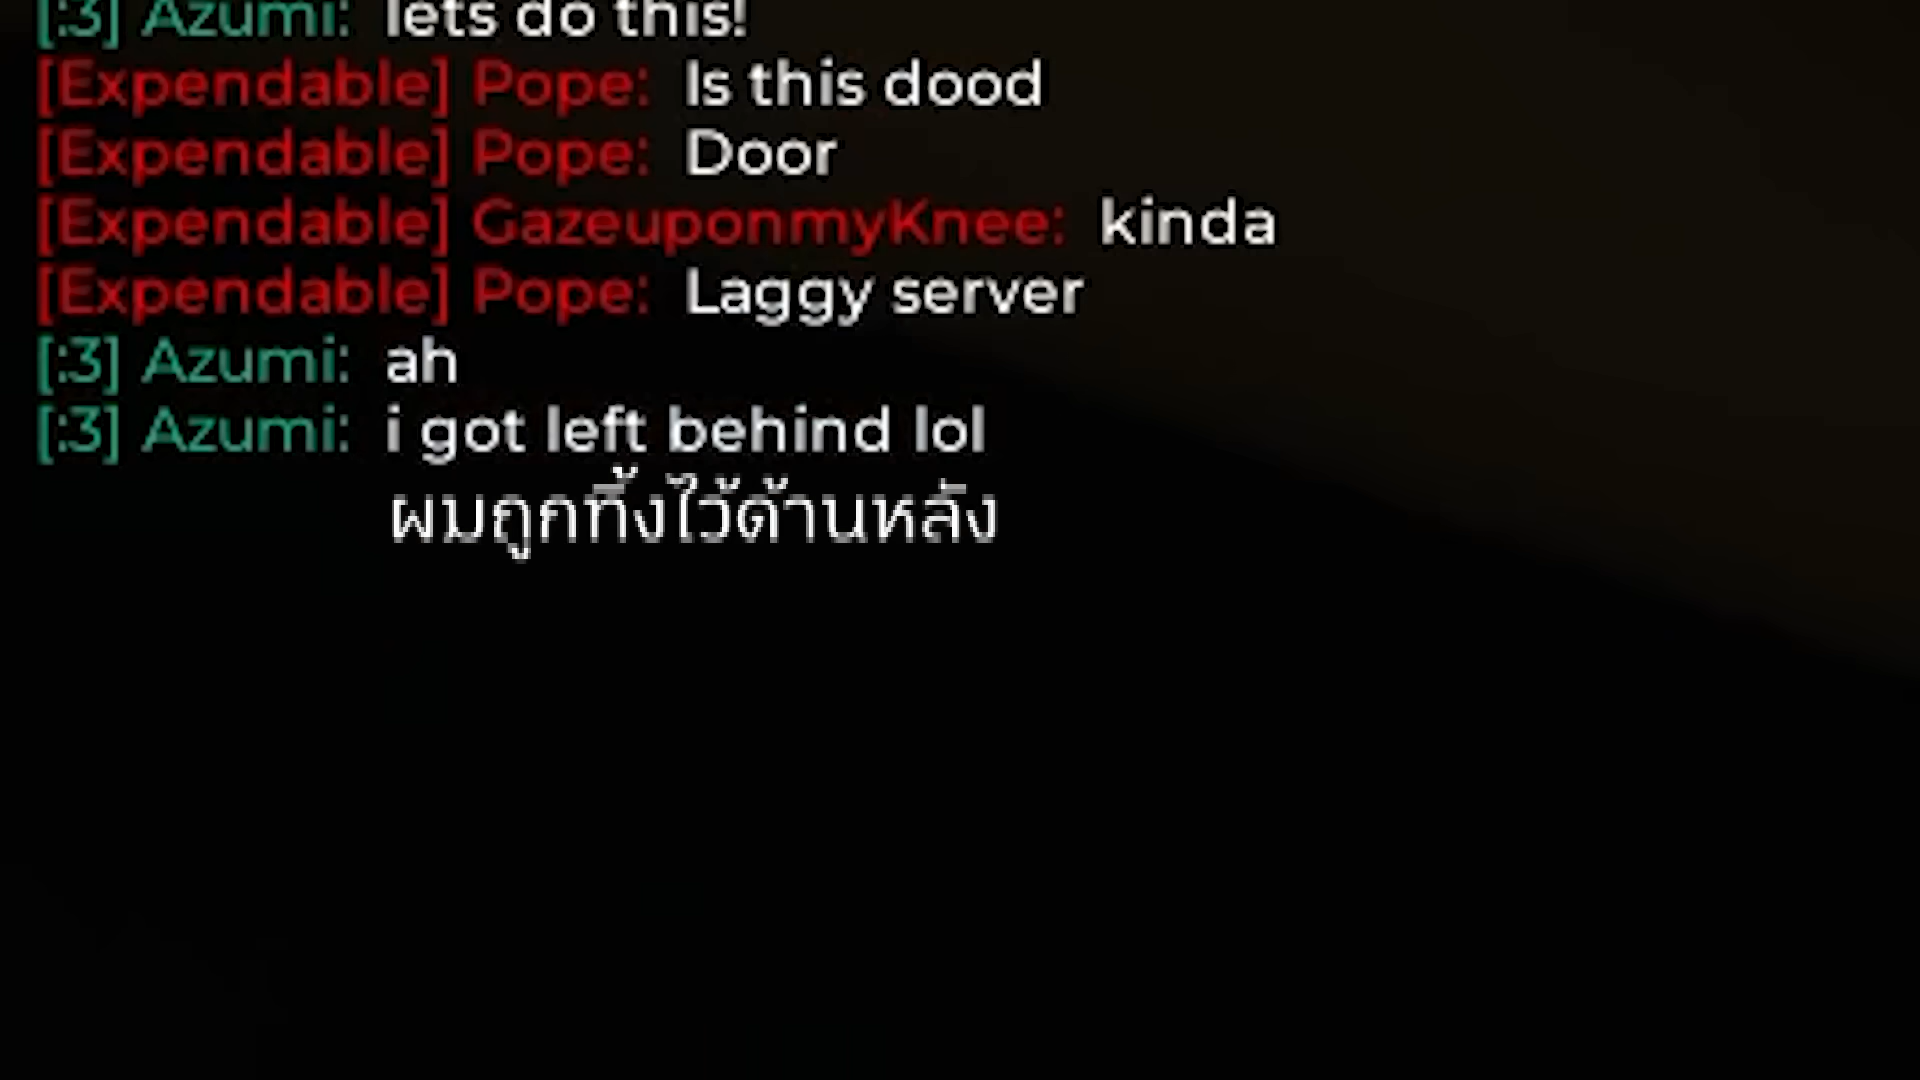 [:3] Azumi: lets do this!
[Expendable] Pope: Is this dood
[Expendable] Pope: Door
[Expendable] GazeuponmyKnee: kinda
[Expendable] Pope: Laggy server
[:3] Azumi: ah
[:3] Azumi: i got left behind lol
ผมถูกทิ้งไว้ด้านหลัง